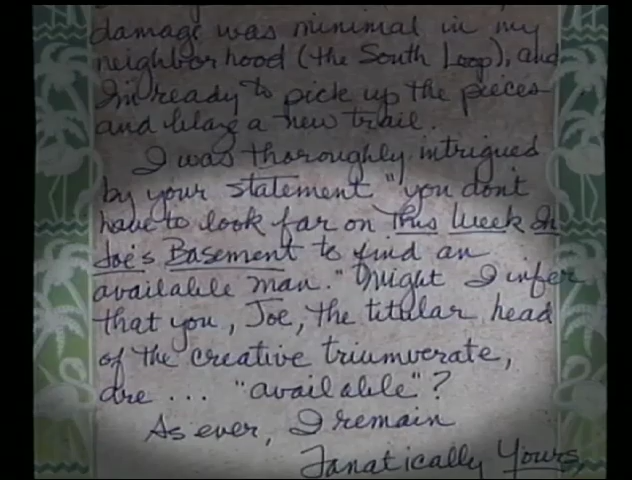 damage was minimal in my
neighborhood (the South Loop), and
I'm ready to pick up the pieces
and blaze a new trail.
I was thoroughly intrigued
by your statement "you don't
have to look far on This Week In
Joe's Basement to find an
available man." Might I infer
that you, Joe, the titular head
of the creative triumverate,
are ... "available"?
As ever, I remain
Fanatically Yours,